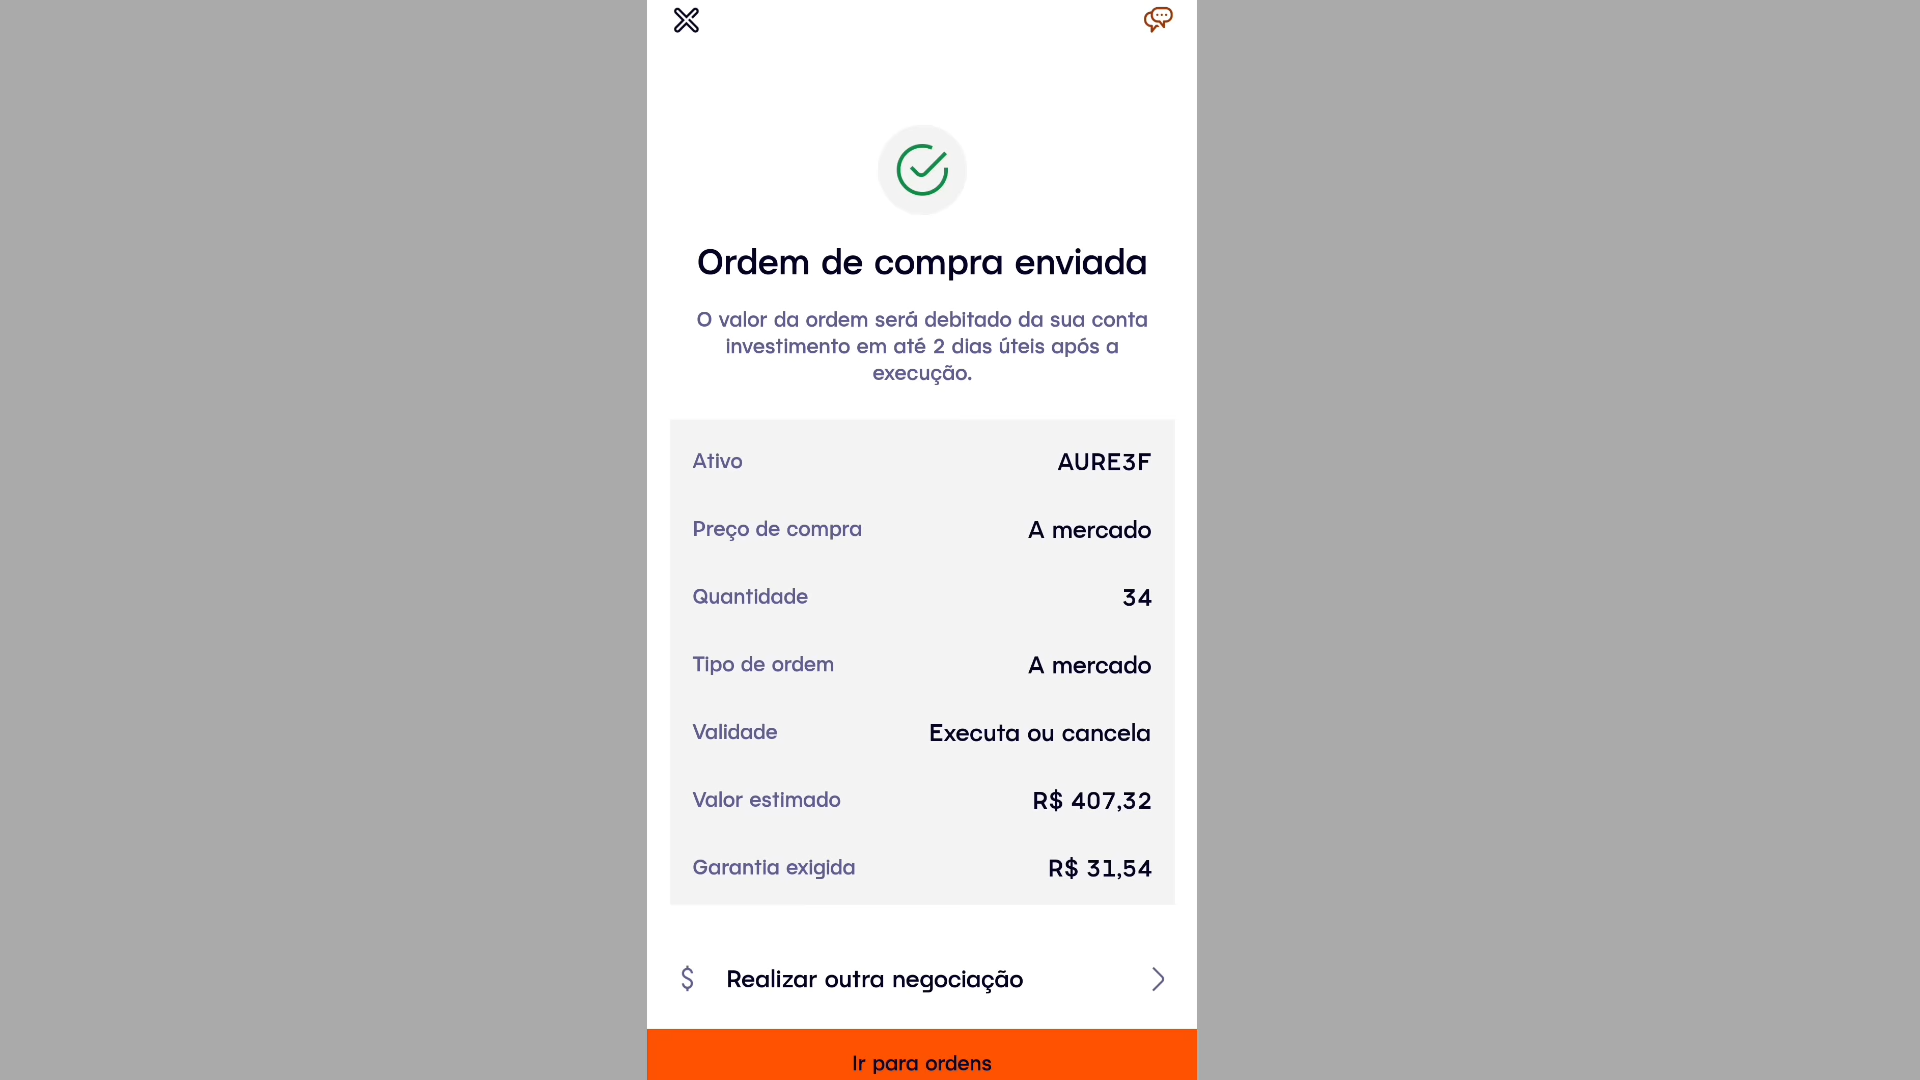 Ordem de compra enviada
O valor da ordem será debitado da sua conta
investimento em até 2 dias úteis após a
execução.
Ativo AURE3F
Preço de compra A mercado
Quantidade 34
Tipo de ordem A mercado
Validade Executa ou cancela
Valor estimado R$ 407,32
Garantia exigida R$ 31,54
$ Realizar outra negociação
Ir para ordens